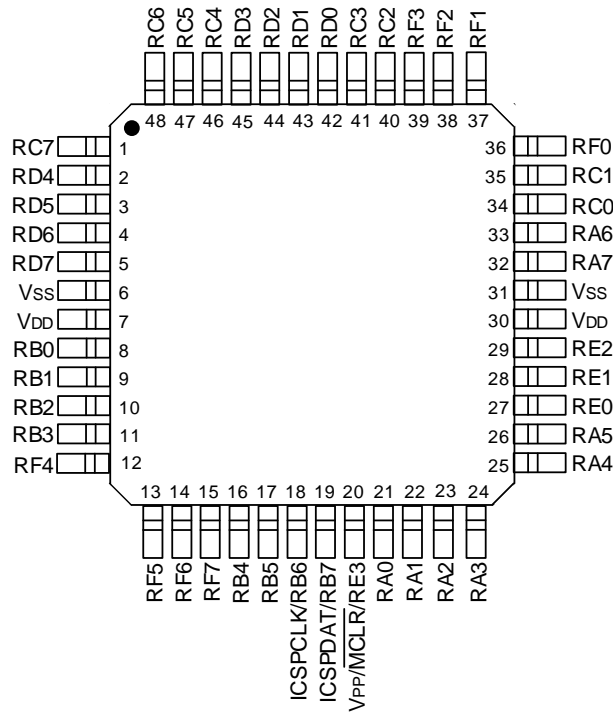 RC6
RC5
RC4
RD3
RD2
RD1
RD0
RC3
RC2
RF3
RF2
RF1
48 47 46 45 44 43 42 41 40 39 38 37
RC7 1
RD4 2
RD5 3
RD6 4
RD7 5
VSS 6
VDD 7
RB0 8
RB1 9
RB2 10
RB3 11
RF4 12
36 RF0
35 RC1
34 RC0
33 RA6
32 RA7
31 VSS
30 VDD
29 RE2
28 RE1
27 RE0
26 RA5
25 RA4
13 14 15 16 17 18 19 20 21 22 23 24
RF5
RF6
RF7
RB4
RB5
ICSPCLK/RB6
ICSPDAT/RB7
VPP/MCLR/RE3
RA0
RA1
RA2
RA3